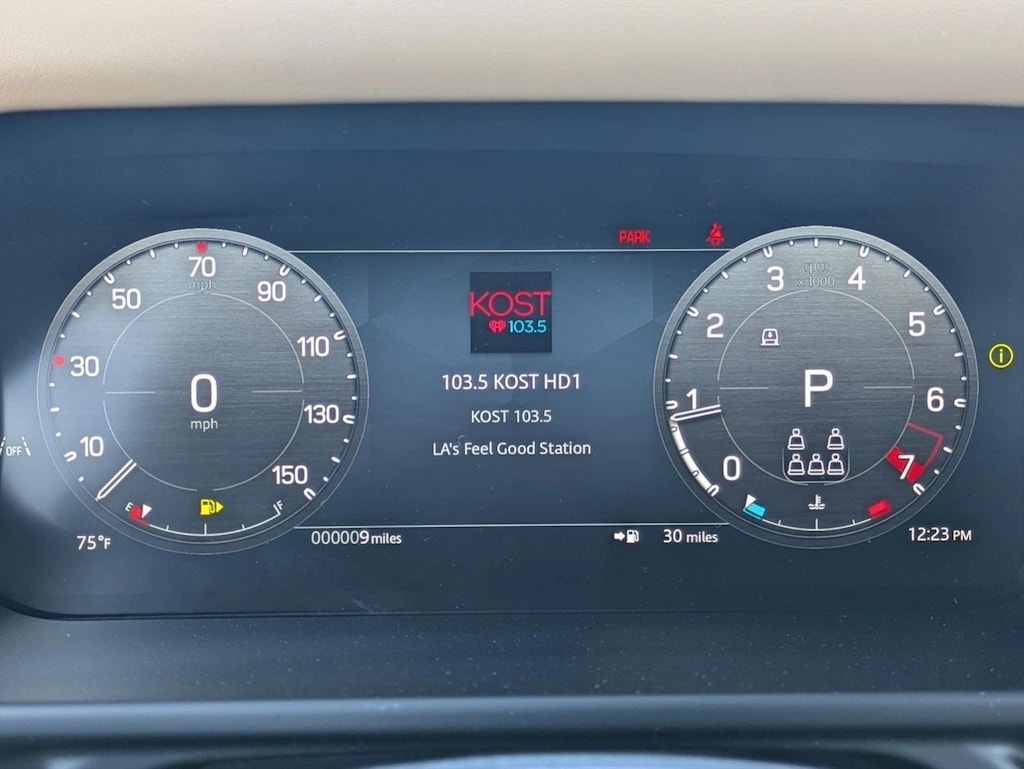 PARK
70
mph
50
90
30
110
0
mph
130
10
150
E
F
75°F
OFF
KOST
103.5
103.5 KOST HD1
KOST 103.5
LA's Feel Good Station
000009 miles
30 miles
rpm
x1000
3
4
2
5
1
P
6
0
7
i
12:23 PM